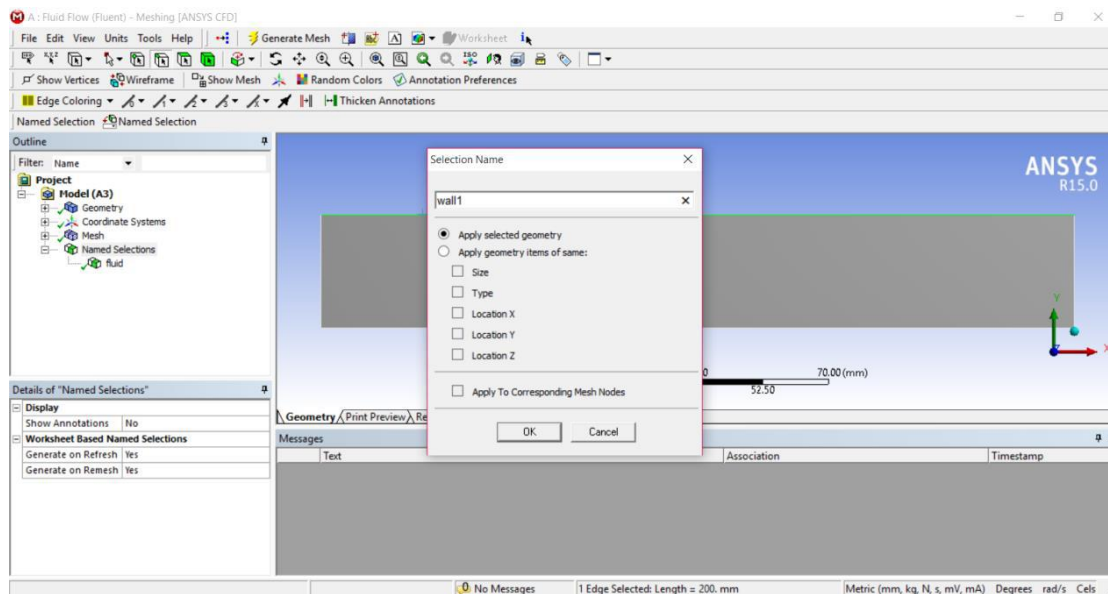 A : Fluid Flow (Fluent) - Meshing [ANSYS CFD]
File Edit View Units Tools Help Generate Mesh Worksheet
Show Vertices Wireframe Show Mesh Random Colors Annotation Preferences
Edge Coloring Thicken Annotations
Named Selection Named Selection
Outline
Filter: Name
Project
Model (A3)
Geometry
Coordinate Systems
Mesh
Named Selections
fluid
Details of "Named Selections"
Display
Show Annotations No
Worksheet Based Named Selections
Generate on Refresh Yes
Generate on Remesh Yes
Selection Name
wall1
Apply selected geometry
Apply geometry items of same:
Size
Type
Location X
Location Y
Location Z
Apply To Corresponding Mesh Nodes
OK Cancel
ANSYS
R15.0
Y
X
70.00 (mm)
52.50
Geometry Print Preview
Messages
Text Association Timestamp
No Messages 1 Edge Selected: Length = 200. mm Metric (mm, kg, N, s, mV, mA) Degrees rad/s Cels